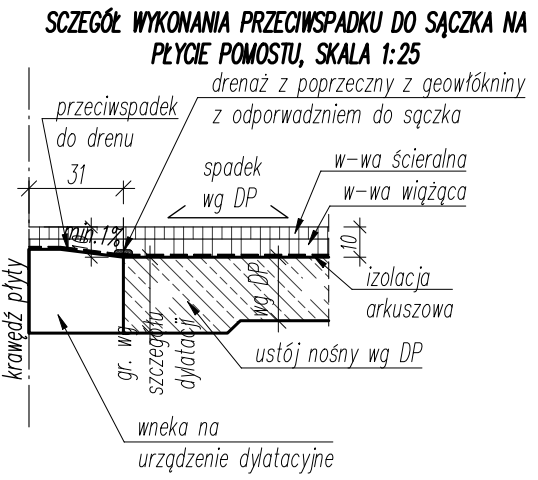 SCZEGÓŁ WYKONANIA PRZECIWSPADKU DO SĄCZKA NA
PŁYCIE POMOSTU, SKALA 1:25
drenaż z poprzeczny z geowłókniny
z odporwadzniem do sączka
przeciwspadek
do drenu
31
spadek
wg DP
w-wa ścieralna
w-wa wiążąca
min.1%
10
izolacja
arkuszowa
krawędź płyty
gr. wg
szczegółu
dylatacji
wg DP
ustój nośny wg DP
wneka na
urządzenie dylatacyjne